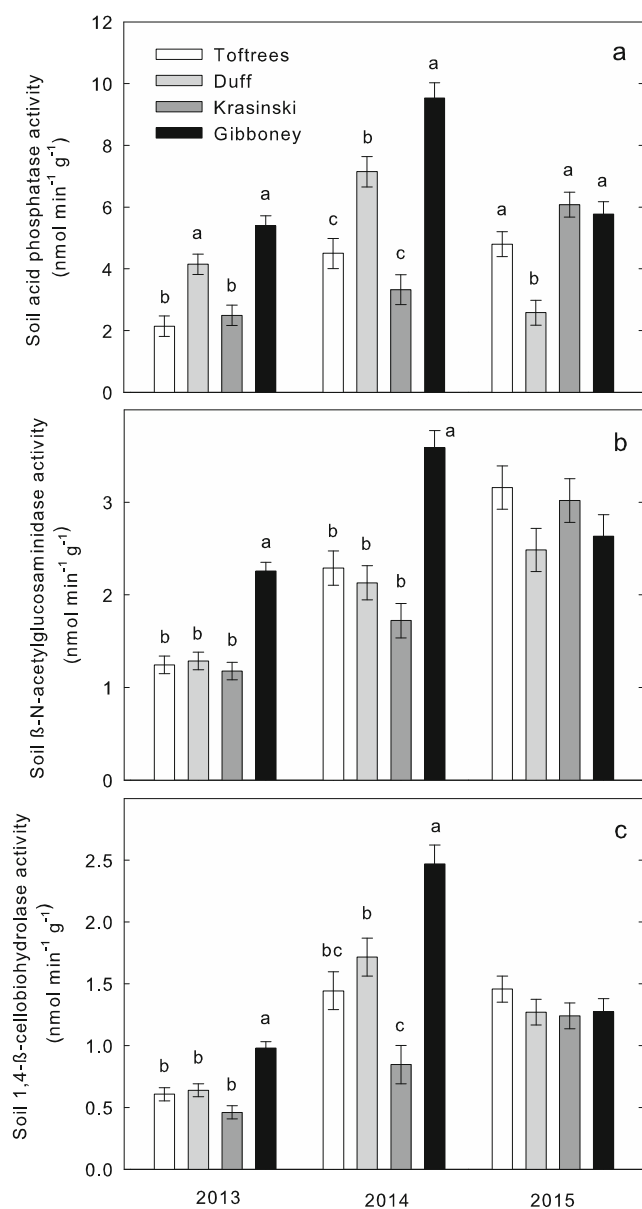 12
10
8
6
4
2
0
Soil acid phosphatase activity
(nmol min⁻¹ g⁻¹)
Toftrees
Duff
Krasinski
Gibboney
a
b
a
b
a
c
b
c
a
a
b
a
a
3
2
1
0
Soil ß-N-acetylglucosaminidase activity
(nmol min⁻¹ g⁻¹)
b
b
b
b
a
b
b
b
a
2.5
2.0
1.5
1.0
0.5
0.0
Soil 1,4-ß-cellobiohydrolase activity
(nmol min⁻¹ g⁻¹)
c
b
b
b
a
bc
b
c
a
2013 2014 2015